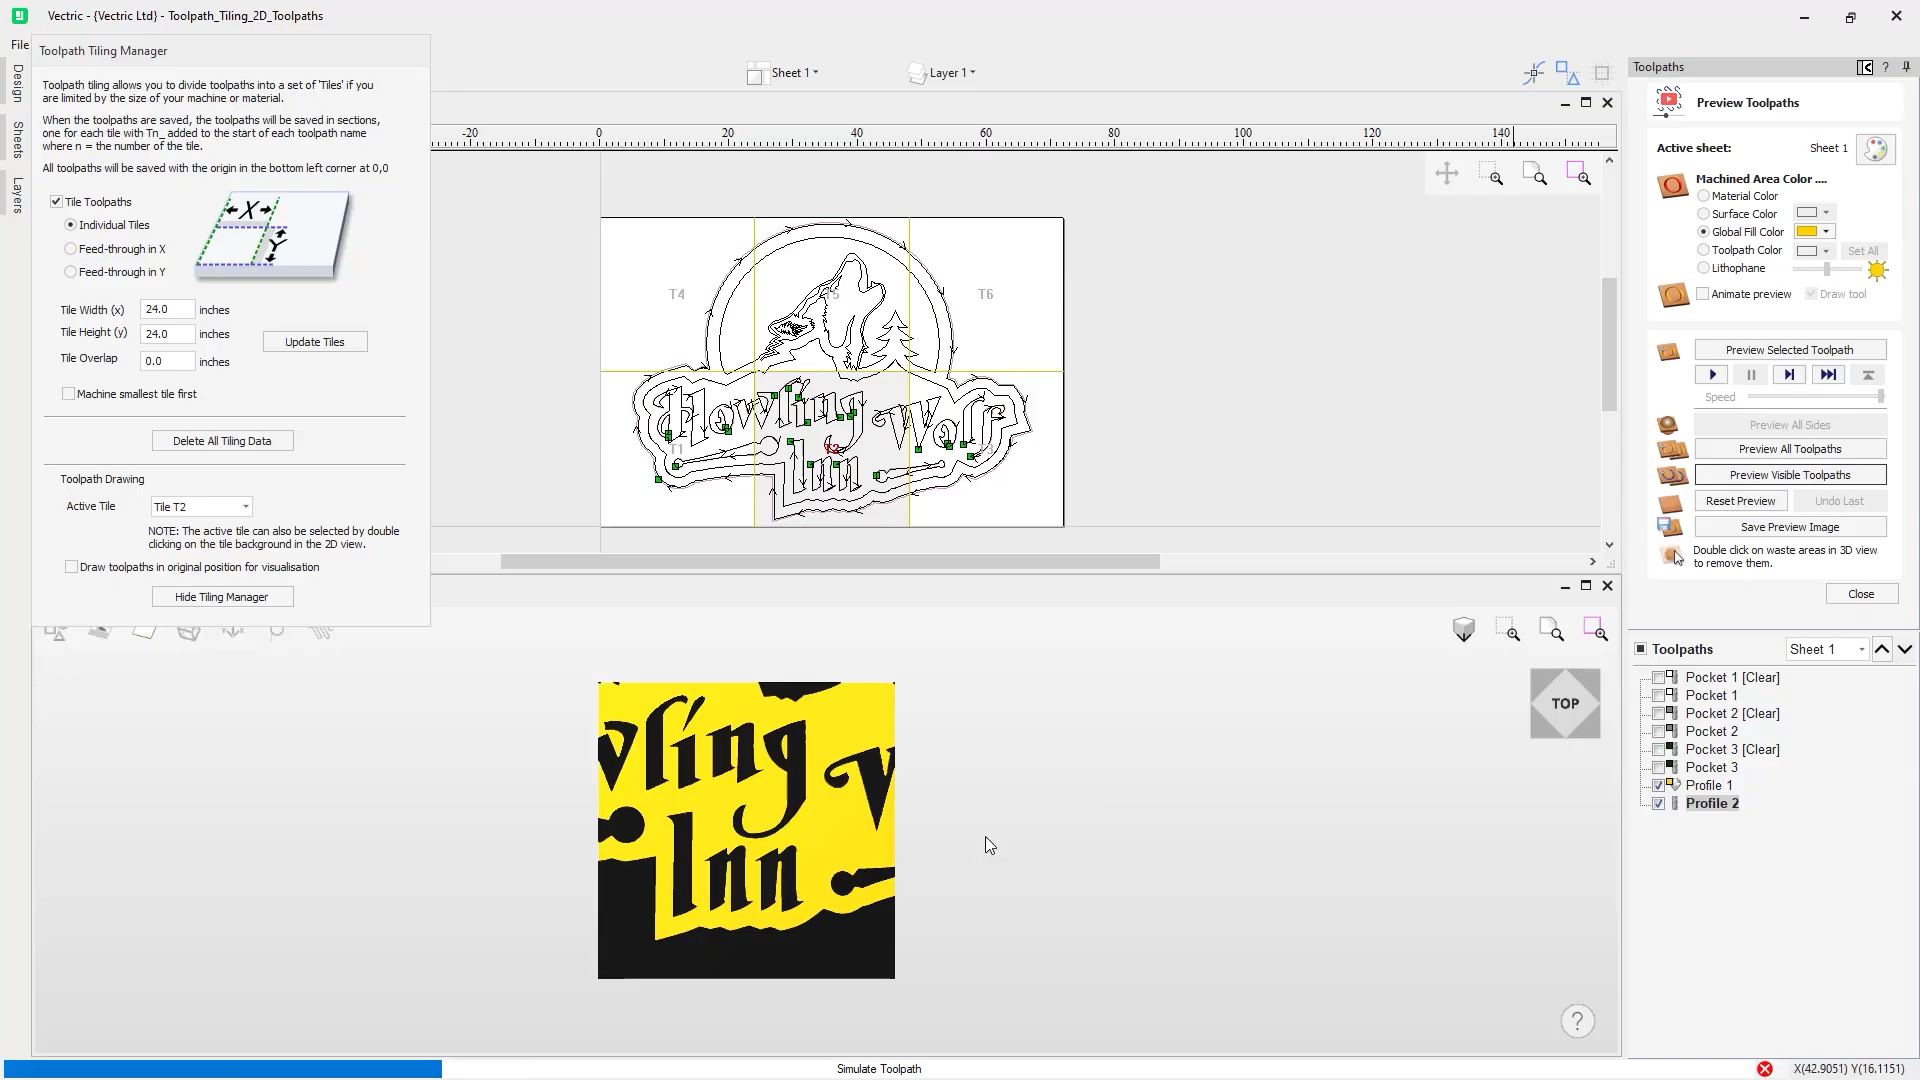 Vectric - {Vectric Ltd} - Toolpath_Tiling_2D_Toolpaths
File
Design
Sheets
Layers
Toolpath Tiling Manager
Toolpath tiling allows you to divide toolpaths into a set of 'Tiles' if you
are limited by the size of your machine or material.
When the toolpaths are saved, the toolpaths will be saved in sections,
one for each tile with Tn_ added to the start of each toolpath name
where n = the number of the tile.
All toolpaths will be saved with the origin in the bottom left corner at 0,0
Tile Toolpaths
Individual Tiles
Feed-through in X
Feed-through in Y
X
Y
Tile Width (x) 24.0 inches
Tile Height (y) 24.0 inches
Update Tiles
Tile Overlap 0.0 inches
Machine smallest tile first
Delete All Tiling Data
Toolpath Drawing
Active Tile Tile T2
NOTE: The active tile can also be selected by double
clicking on the tile background in the 2D view.
Draw toolpaths in original position for visualisation
Hide Tiling Manager
Sheet 1
Layer 1
-20 0 20 40 60 80 100 120 140
T4 T5 T6
Howling Wolf
T1 T2 T3
Inn
wling W
Inn
TOP
?
Toolpaths
?
Preview Toolpaths
Active sheet: Sheet 1
Machined Area Color ....
Material Color
Surface Color
Global Fill Color
Toolpath Color Set All
Lithophane
Animate preview Draw tool
Preview Selected Toolpath
Speed
Preview All Sides
Preview All Toolpaths
Preview Visible Toolpaths
Reset Preview Undo Last
Save Preview Image
Double click on waste areas in 3D view
to remove them.
Close
Toolpaths Sheet 1
Pocket 1 [Clear]
Pocket 1
Pocket 2 [Clear]
Pocket 2
Pocket 3 [Clear]
Pocket 3
Profile 1
Profile 2
Simulate Toolpath
X(42.9051) Y(16.1151)